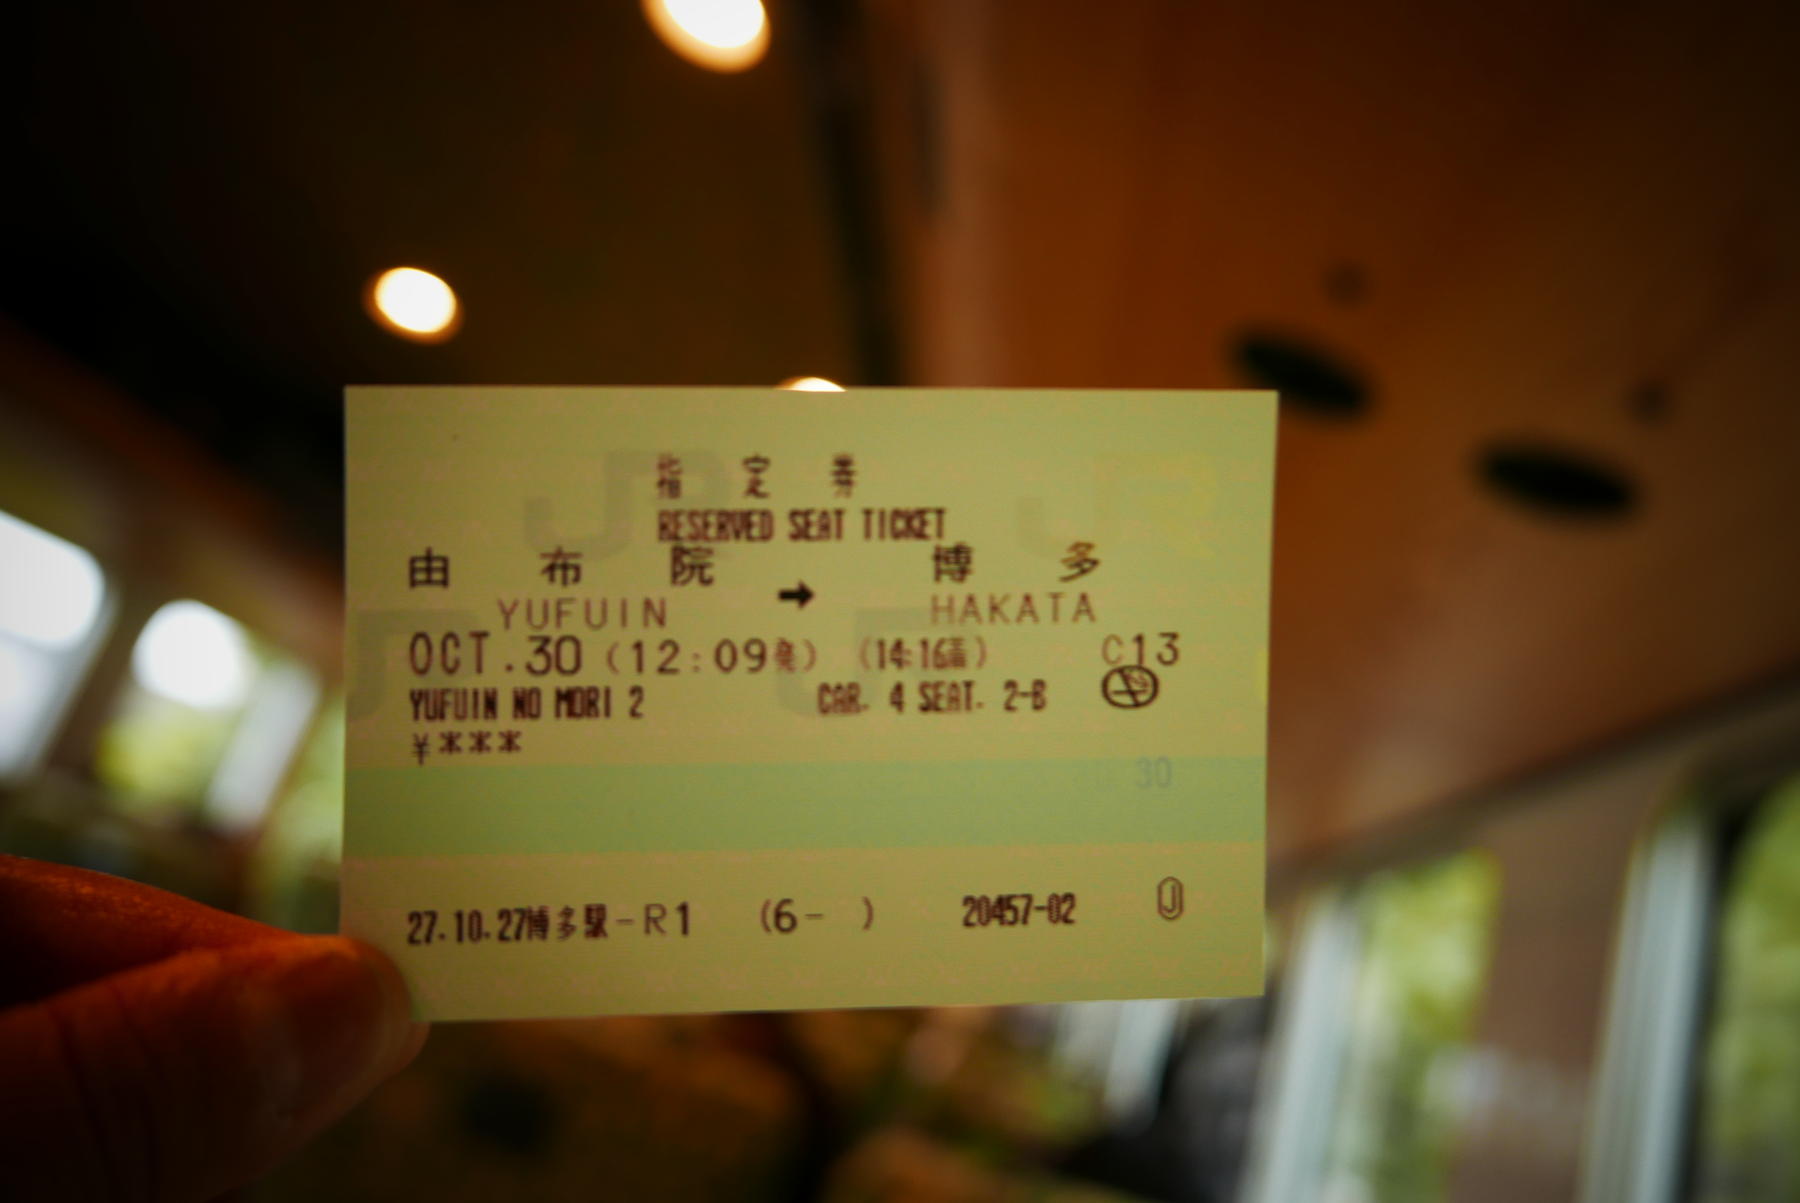 指定券
RESERVED SEAT TICKET
由布院 → 博多
YUFUIN HAKATA
OCT.30 (12:09発) (14:16着) C13
YUFUIN NO MORI 2 CAR. 4 SEAT. 2-B
¥***
30
27.10.27博多駅-R1 (6- ) 20457-02